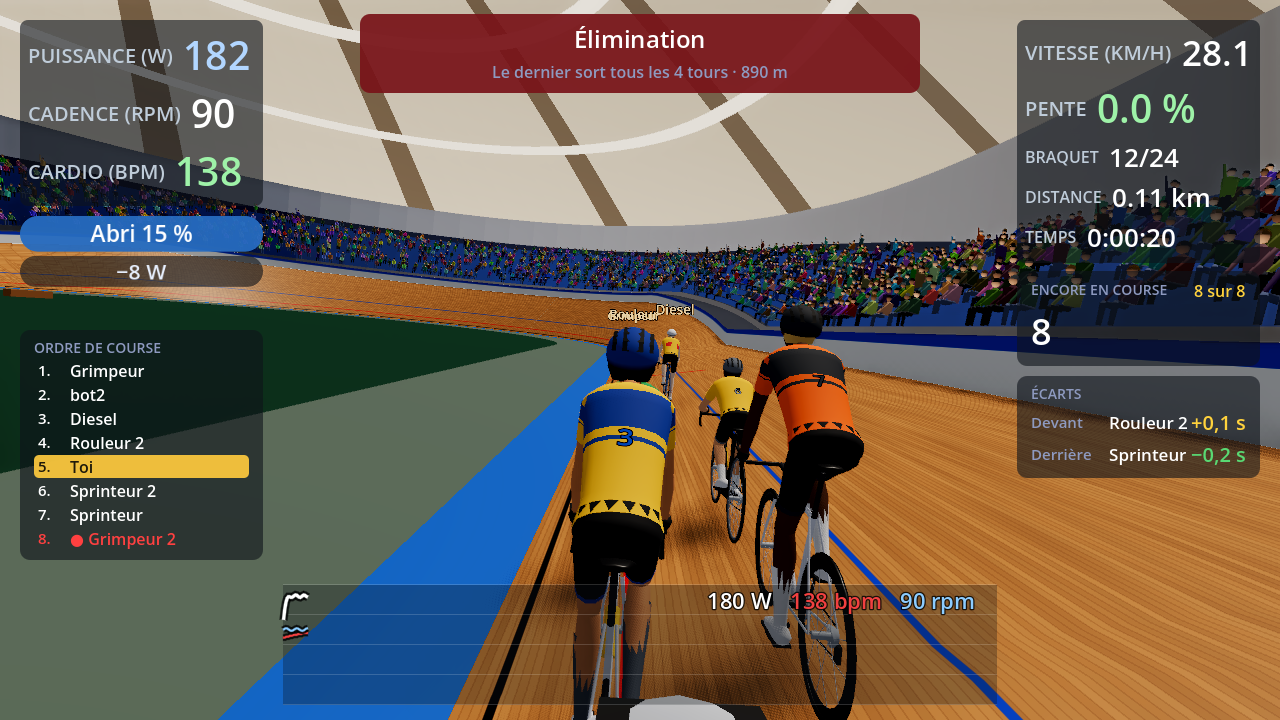 PUISSANCE (W) 182
CADENCE (RPM) 90
CARDIO (BPM) 138
Abri 15 %
−8 W
Élimination
Le dernier sort tous les 4 tours · 890 m
VITESSE (KM/H) 28.1
PENTE 0.0 %
BRAQUET 12/24
DISTANCE 0.11 km
TEMPS 0:00:20
ENCORE EN COURSE 8 sur 8
8
ÉCARTS
Devant Rouleur 2 +0,1 s
Derrière Sprinteur −0,2 s
ORDRE DE COURSE
1. Grimpeur
2. bot2
3. Diesel
4. Rouleur 2
5. Toi
6. Sprinteur 2
7. Sprinteur
8. Grimpeur 2
Diesel
3
7
180 W 138 bpm 90 rpm